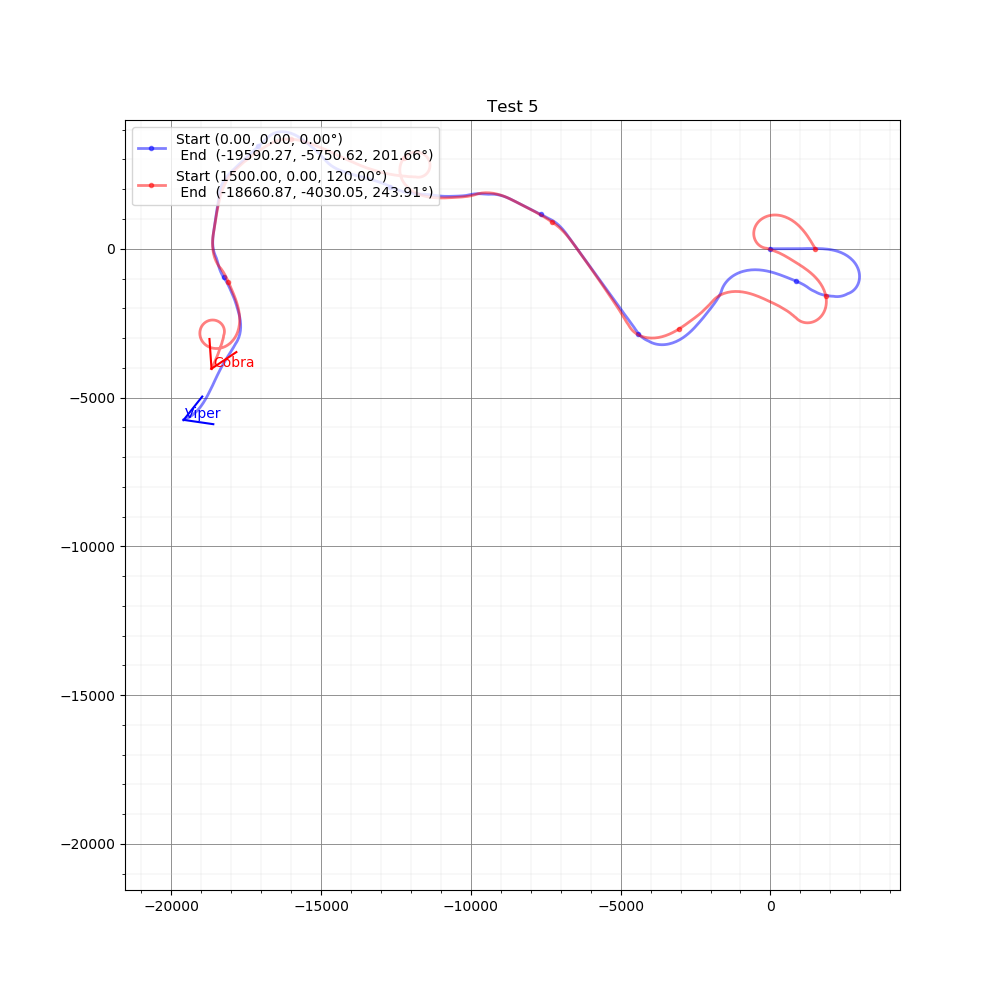 Test 5
Start (0.00, 0.00, 0.00°)
End  (-19590.27, -5750.62, 201.66°)
Start (1500.00, 0.00, 120.00°)
End  (-18660.87, -4030.05, 243.91°)
0
Cobra
−5000
Viper
−10000
−15000
−20000
−20000
−15000
−10000
−5000
0